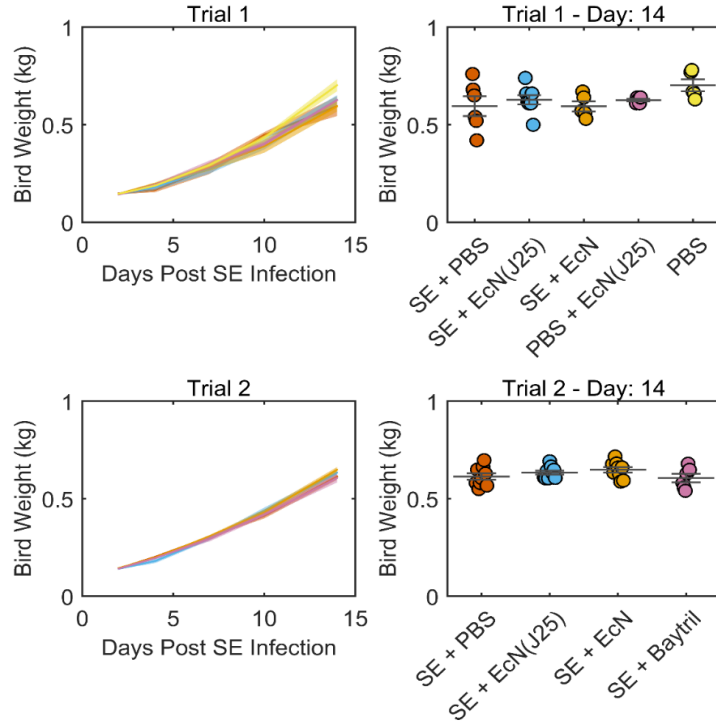 Trial 1
Bird Weight (kg)
1
0.5
0
0
5
10
15
Days Post SE Infection
Trial 1 - Day: 14
Bird Weight (kg)
1
0.5
0
SE + PBS
SE + EcN(J25)
SE + EcN
PBS + EcN(J25)
PBS
Trial 2
Bird Weight (kg)
1
0.5
0
0
5
10
15
Days Post SE Infection
Trial 2 - Day: 14
Bird Weight (kg)
1
0.5
0
SE + PBS
SE + EcN(J25)
SE + EcN
SE + Baytril